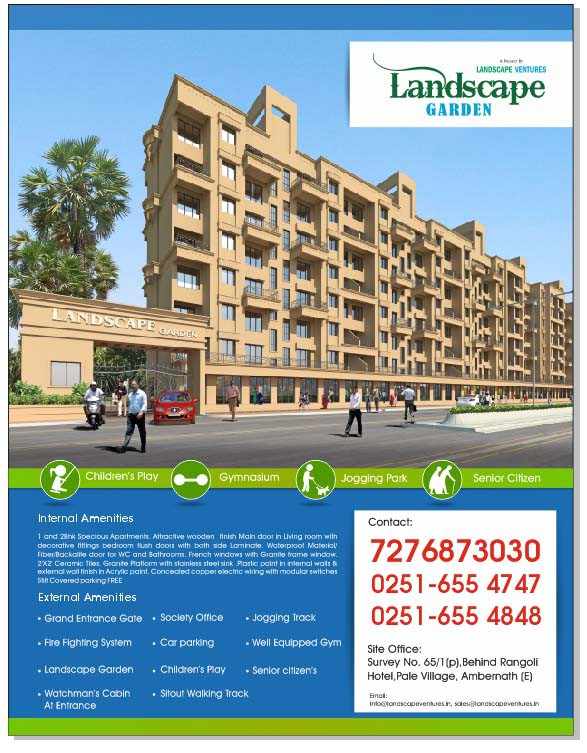 A PROJECT BY
LANDSCAPE VENTURES
Landscape
GARDEN
LANDSCAPE GARDEN
Children's Play
Gymnasium
Jogging Park
Senior Citizen
Internal Amenities
1 and 2Bhk Specious Apartments. Attractive wooden finish Main door in Living room with
decorative fittings bedroom flush doors with both side Laminate. Waterproof Material/
Fiber/Backalite door for WC and Bathrooms. French windows with Granite frame window.
2'X2' Ceramic Tiles. Granite Platform with stainless steel sink .Plastic paint in internal walls &
external wall finish in Acrylic paint. Concealed copper electric wiring with modular switches
Stilt Covered parking FREE
External Amenities
• Grand Entrance Gate
• Society Office
• Jogging Track
• Fire Fighting System
• Car parking
• Well Equipped Gym
• Landscape Garden
• Children's Play
• Senior citizen's
• Watchman's Cabin
At Entrance
• Sitout Walking Track
Contact:
7276873030
0251-655 4747
0251-655 4848
Site Office:
Survey No. 65/1(p),Behind Rangoli
Hotel,Pale Village, Ambernath (E)
Email:
Info@landscapeventures.in, sales@landscapeventures.in